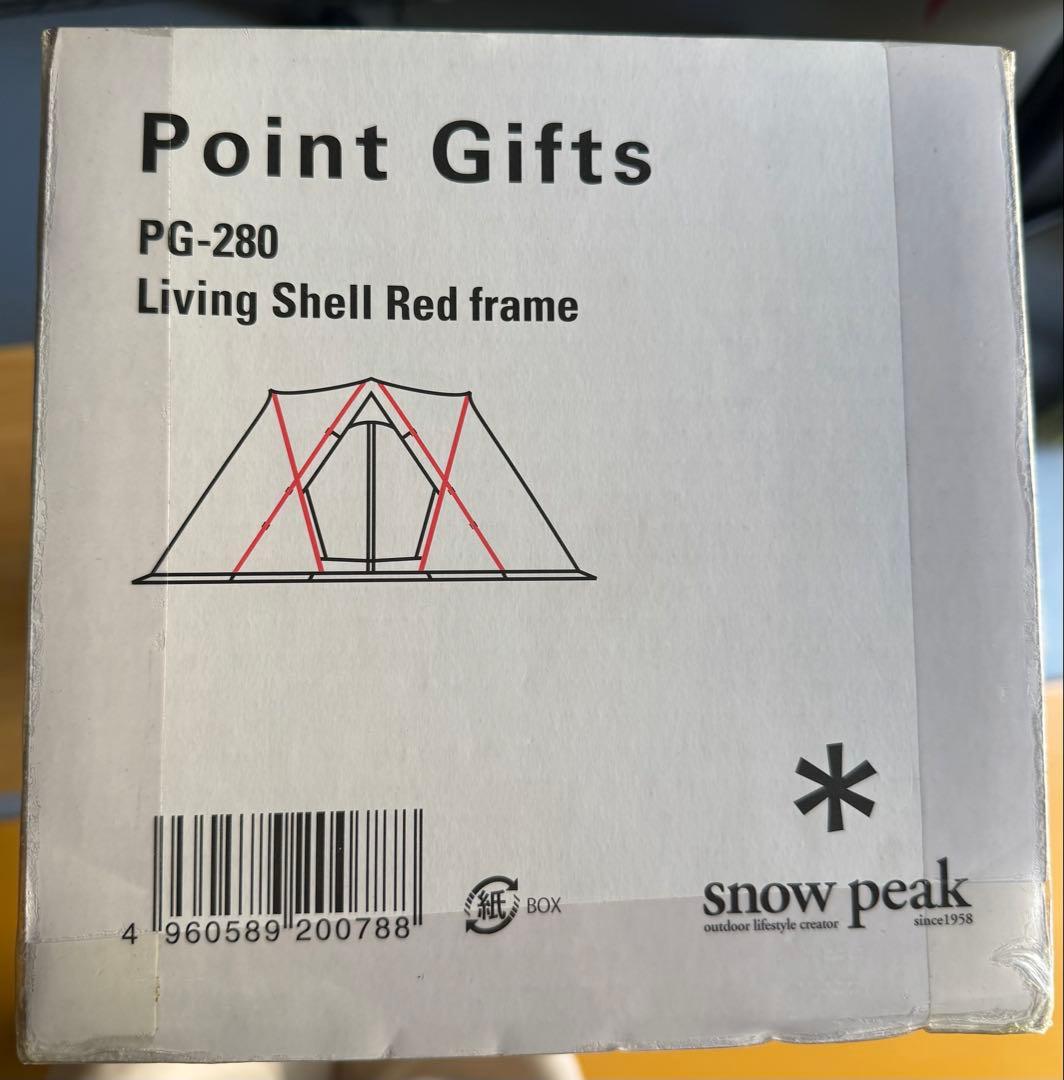 Point Gifts
PG-280
Living Shell Red frame
4 960589 200788
紙 BOX
snow peak
outdoor lifestyle creator since1958